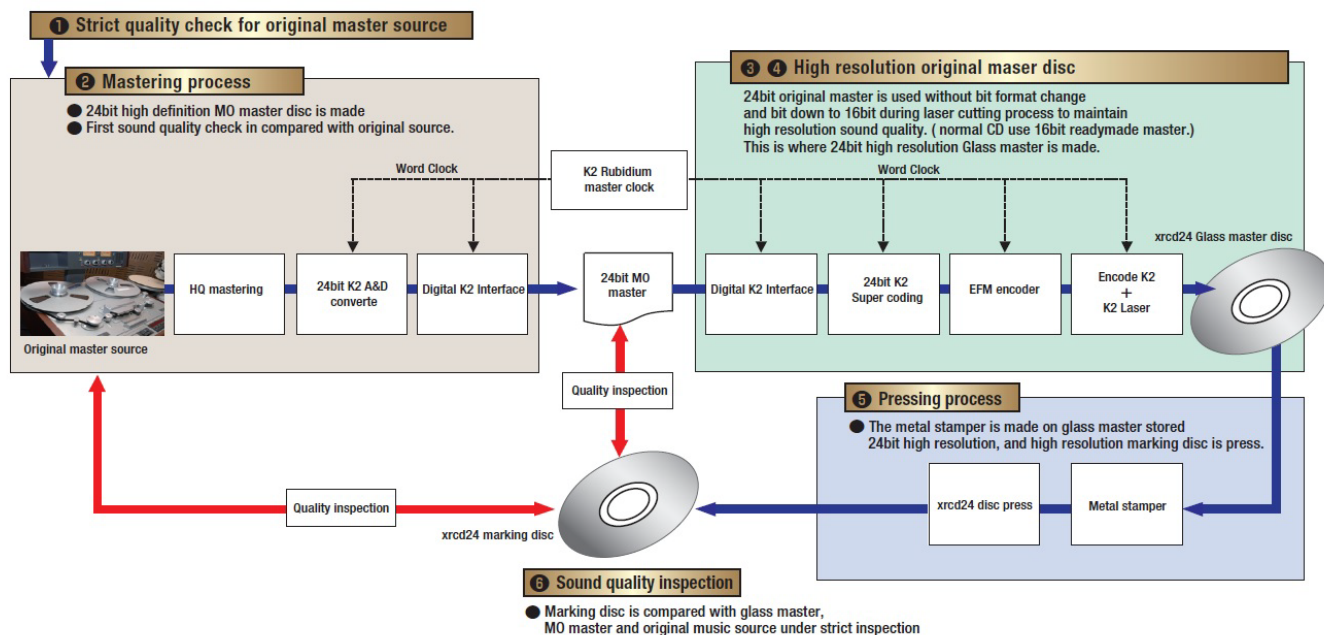 ❶ Strict quality check for original master source
❷ Mastering process
● 24bit high definition MO master disc is made
● First sound quality check in compared with original source.
❸ ❹ High resolution original maser disc
24bit original master is used without bit format change
and bit down to 16bit during laser cutting process to maintain
high resolution sound quality. ( normal CD use 16bit readymade master.)
This is where 24bit high resolution Glass master is made.
Word Clock
K2 Rubidium
master clock
Word Clock
xrcd24 Glass master disc
HQ mastering
24bit K2 A&D
converte
Digital K2 Interface
24bit MO
master
Digital K2 Interface
24bit K2
Super coding
EFM encoder
Encode K2
+
K2 Laser
Original master source
Quality inspection
❺ Pressing process
● The metal stamper is made on glass master stored
24bit high resolution, and high resolution marking disc is press.
Quality inspection
xrcd24 marking disc
xrcd24 disc press
Metal stamper
❻ Sound quality inspection
● Marking disc is compared with glass master,
MO master and original music source under strict inspection